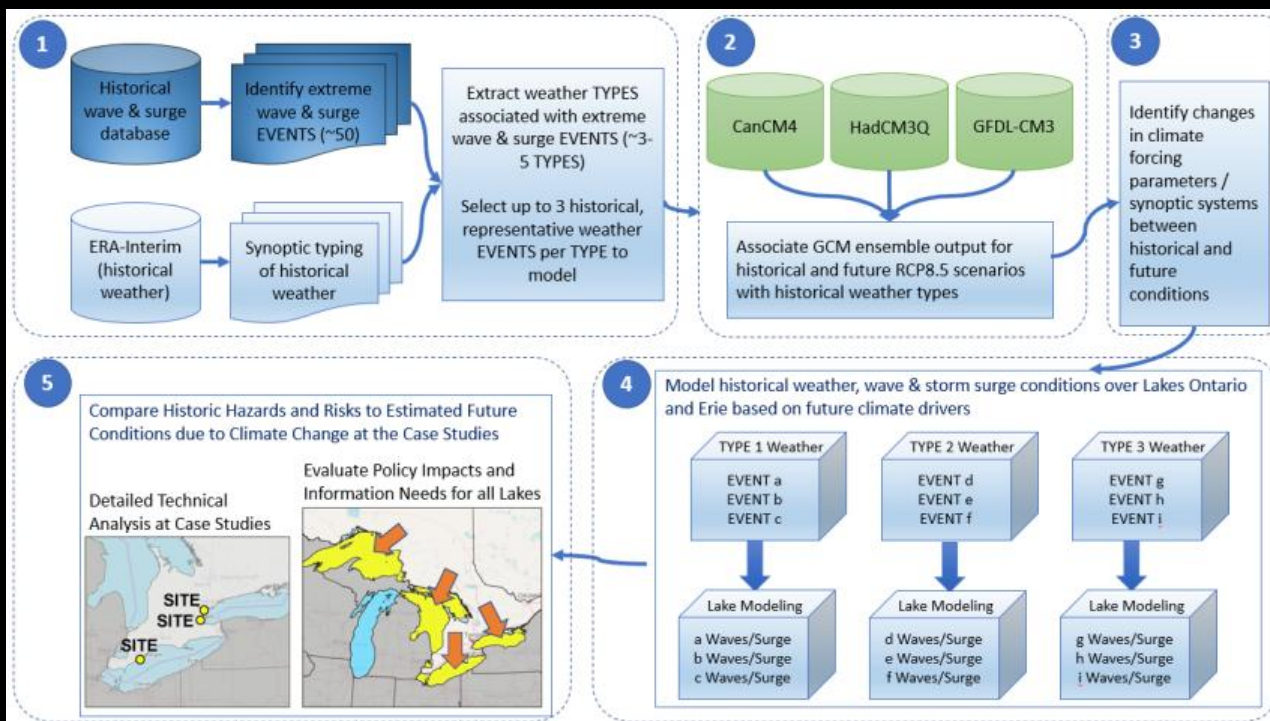 1
Historical
wave & surge
database
Identify extreme
wave & surge
EVENTS (~50)
ERA-Interim
(historical
weather)
Synoptic typing
of historical
weather
Extract weather TYPES
associated with extreme
wave & surge EVENTS (~3-
5 TYPES)
Select up to 3 historical,
representative weather
EVENTS per TYPE to
model
2
CanCM4
HadCM3Q
GFDL-CM3
Associate GCM ensemble output for
historical and future RCP8.5 scenarios
with historical weather types
3
Identify changes
in climate
forcing
parameters /
synoptic systems
between
historical and
future
conditions
4
Model historical weather, wave & storm surge conditions over Lakes Ontario
and Erie based on future climate drivers
TYPE 1 Weather
EVENT a
EVENT b
EVENT c
Lake Modeling
a Waves/Surge
b Waves/Surge
c Waves/Surge
TYPE 2 Weather
EVENT d
EVENT e
EVENT f
Lake Modeling
d Waves/Surge
e Waves/Surge
f Waves/Surge
TYPE 3 Weather
EVENT g
EVENT h
EVENT i
Lake Modeling
g Waves/Surge
h Waves/Surge
i Waves/Surge
5
Compare Historic Hazards and Risks to Estimated Future
Conditions due to Climate Change at the Case Studies
Detailed Technical
Analysis at Case Studies
SITE
SITE
SITE
Evaluate Policy Impacts and
Information Needs for all Lakes